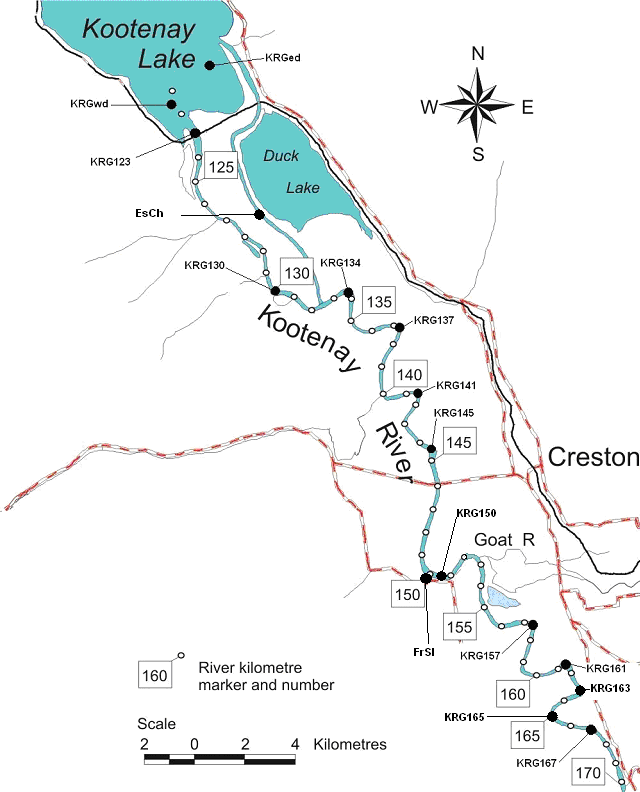 Kootenay
Lake
KRGed
KRGwd
KRG123
N
W
E
S
125
Duck
Lake
EsCh
KRG130
130
KRG134
135
KRG137
Kootenay
River
140
KRG141
KRG145
145
Creston
KRG150
Goat R
150
FrSl
155
KRG157
KRG161
160
KRG163
KRG165
165
KRG167
170
160
River kilometre
marker and number
Scale
2 0 2 4 Kilometres